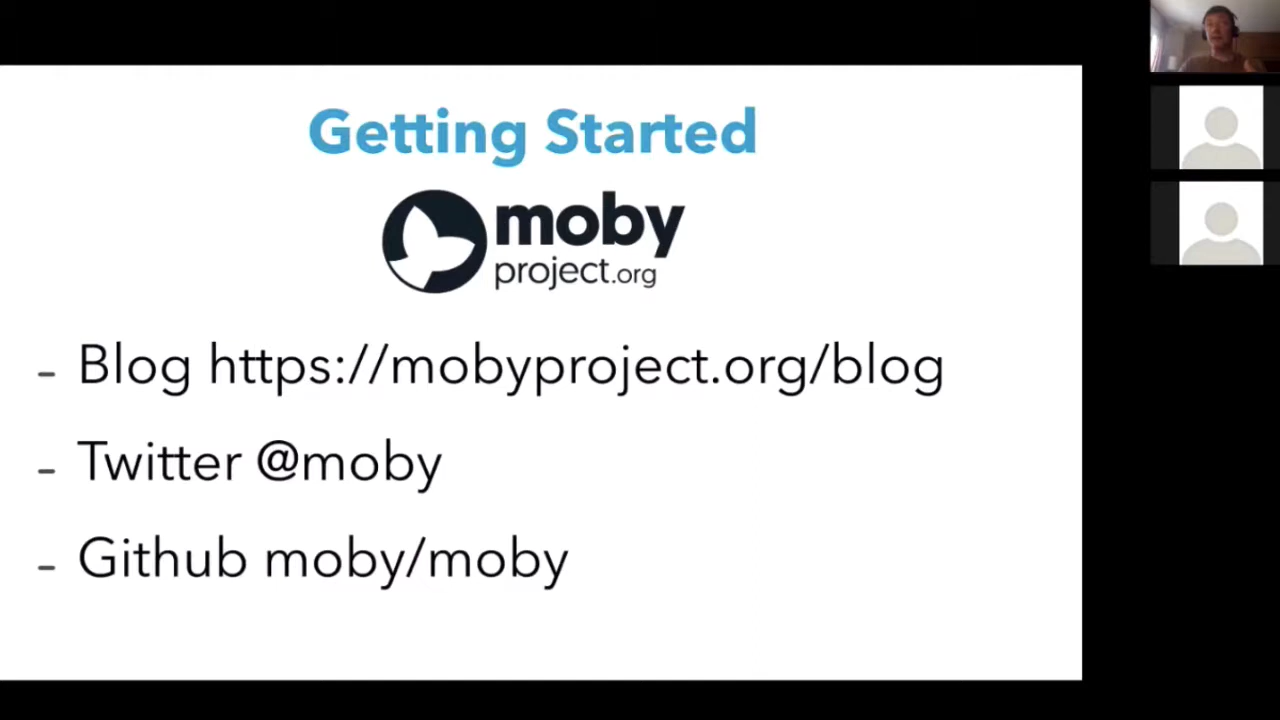 Getting Started
moby
project.org
- Blog https://mobyproject.org/blog
- Twitter @moby
- Github moby/moby